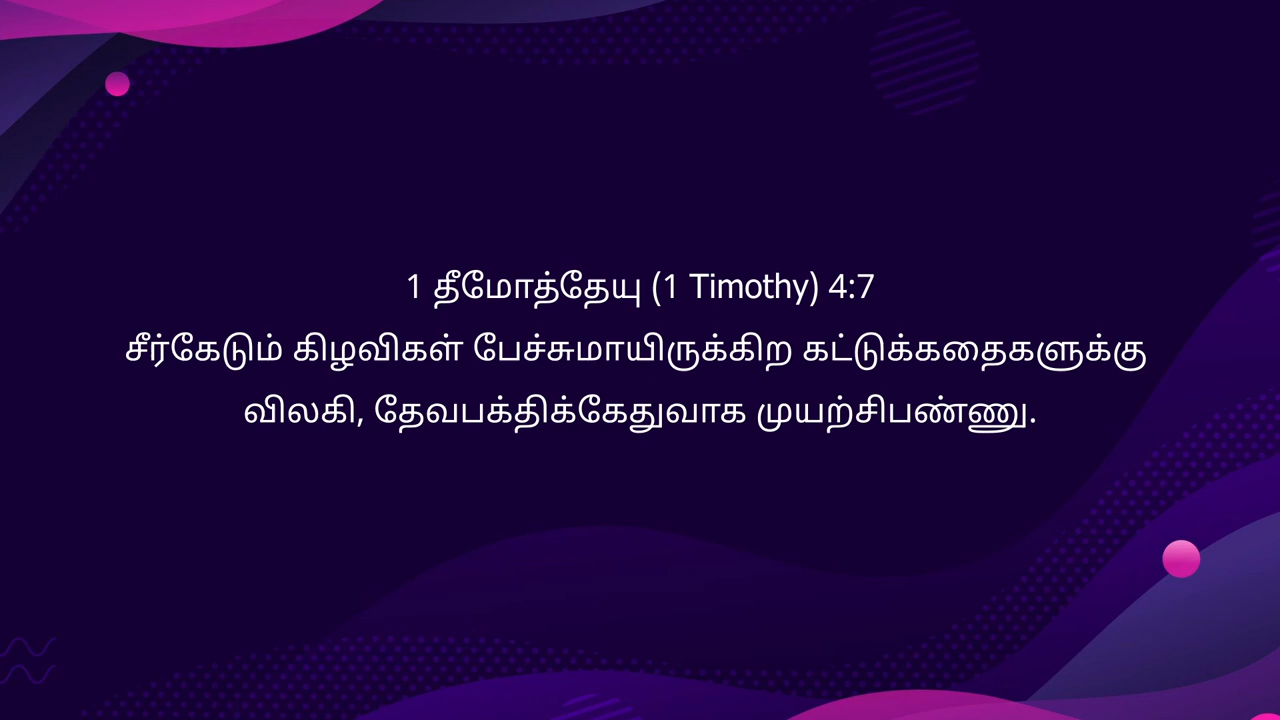 1 தீமோத்தேயு (1 Timothy) 4:7
சீர்கேடும் கிழவிகள் பேச்சுமாயிருக்கிற கட்டுக்கதைகளுக்கு
விலகி, தேவபக்திக்கேதுவாக முயற்சிபண்ணு.